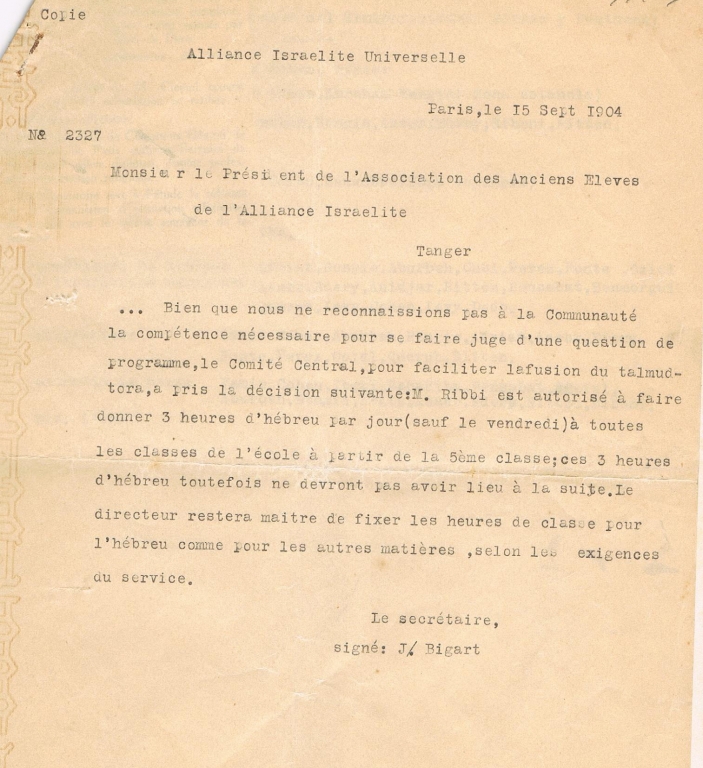 Copie
Alliance Israelite Universelle
Paris,le 15 Sept 1904
N° 2327
Monsieur le Président de l'Association des Anciens Eleves
de l'Alliance Israelite
Tanger
... Bien que nous ne reconnaissions pas à la Communauté
la compétence nécessaire pour se faire juge d'une question de
programme,le Comité Central,pour faciliter lafusion du talmud-
tora,a pris la décision suivante:M. Ribbi est autorisé à faire
donner 3 heures d'hébreu par jour(sauf le vendredi)à toutes
les classes de l'école à partir de la 5ème classe;ces 3 heures
d'hébreu toutefois ne devront pas avoir lieu à la suite.Le
directeur restera maitre de fixer les heures de classe pour
l'hébreu comme pour les autres matières ,selon les exigences
du service.
Le secrétaire,
signé: J/. Bigart